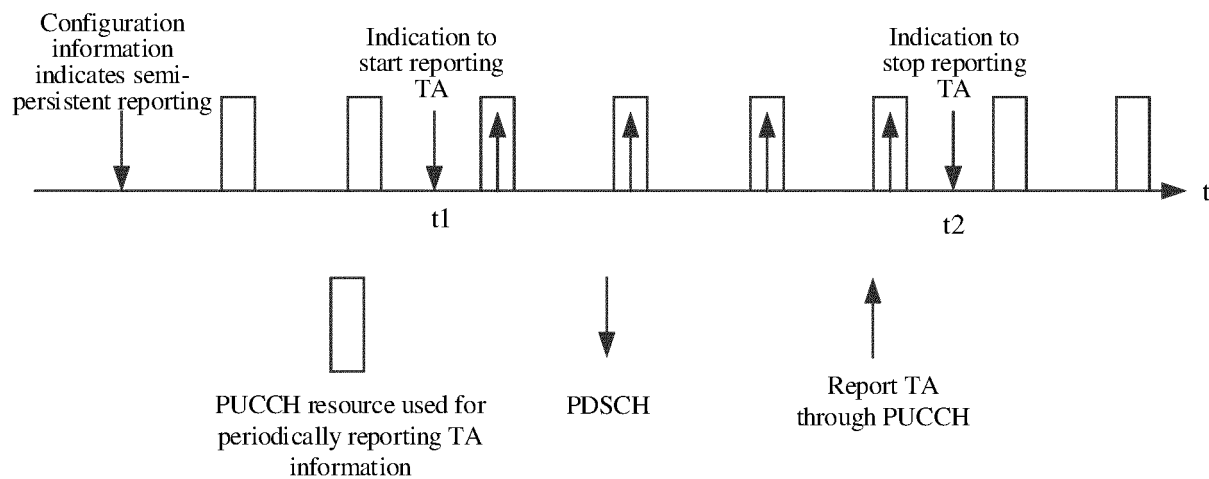 Configuration
information
indicates semi-
persistent reporting
Indication to
start reporting
TA
Indication to
stop reporting
TA
t1
t2
t
PUCCH resource used for
periodically reporting TA
information
PDSCH
Report TA
through PUCCH